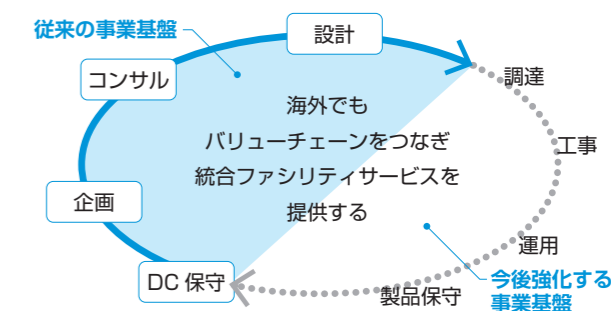 従来の事業基盤
設計
コンサル
調達
海外でも
バリューチェーンをつなぎ
統合ファシリティサービスを
提供する
工事
企画
運用
DC 保守
製品保守
今後強化する
事業基盤